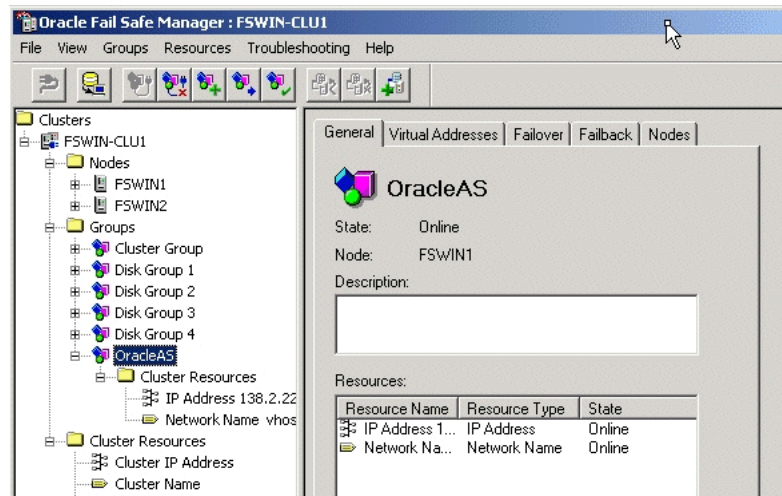 Oracle Fail Safe Manager : FSWIN-CLU1
File View Groups Resources Troubleshooting Help
Clusters
FSWIN-CLU1
Nodes
FSWIN1
FSWIN2
Groups
Cluster Group
Disk Group 1
Disk Group 2
Disk Group 3
Disk Group 4
OracleAS
Cluster Resources
IP Address 138.2.22
Network Name vhos
Cluster Resources
Cluster IP Address
Cluster Name
General Virtual Addresses Failover Failback Nodes
OracleAS
State: Online
Node: FSWIN1
Description:
Resources:
Resource Name Resource Type State
IP Address 1... IP Address Online
Network Na... Network Name Online